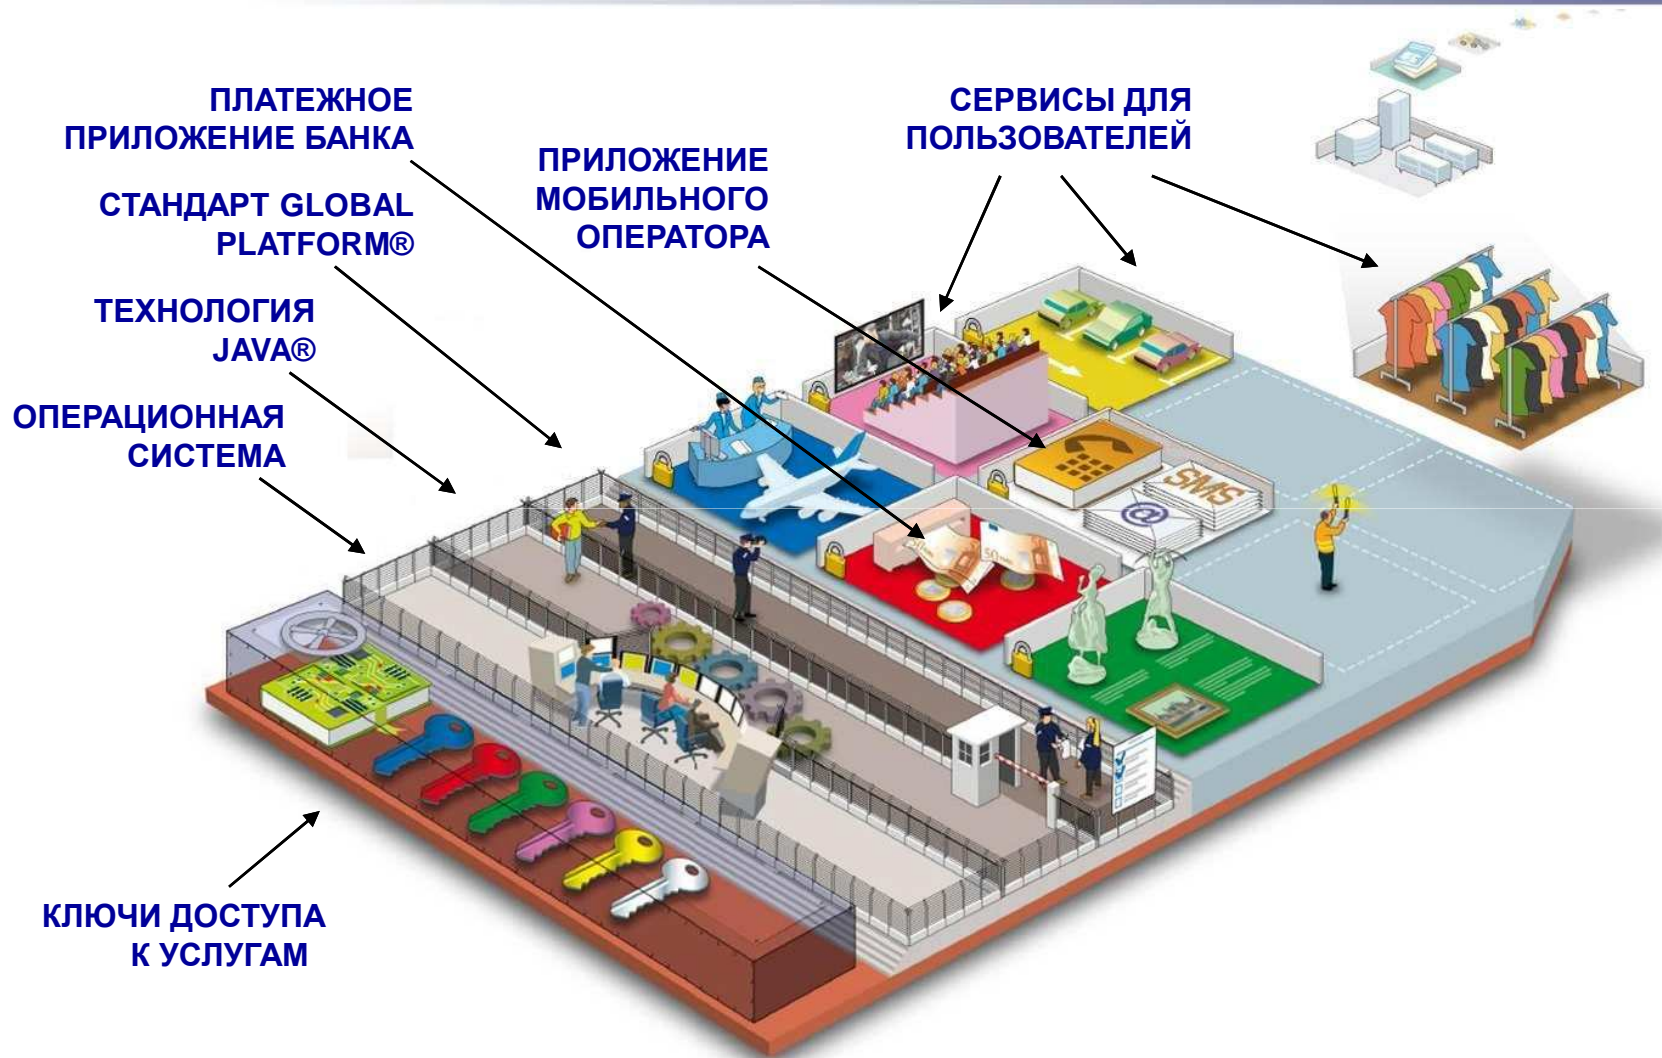 ПЛАТЕЖНОЕ
ПРИЛОЖЕНИЕ БАНКА
СТАНДАРТ GLOBAL
PLATFORM®
ТЕХНОЛОГИЯ
JAVA®
ОПЕРАЦИОННАЯ
СИСТЕМА
ПРИЛОЖЕНИЕ
МОБИЛЬНОГО
ОПЕРАТОРА
СЕРВИСЫ ДЛЯ
ПОЛЬЗОВАТЕЛЕЙ
SMS
@
50
КЛЮЧИ ДОСТУПА
К УСЛУГАМ